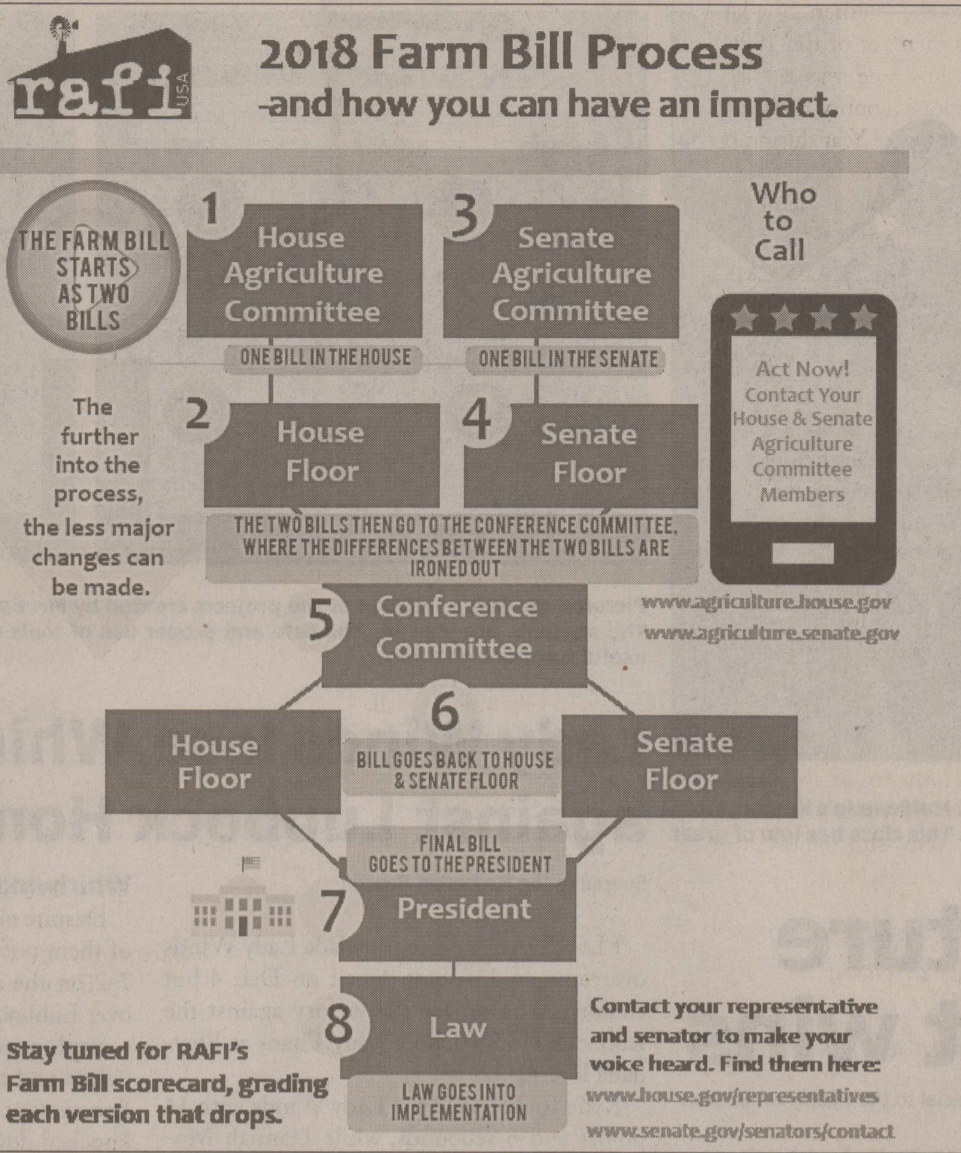 rafi
USA
2018 Farm Bill Process
-and how you can have an impact.
THE FARM BILL
STARTS
AS TWO
BILLS
1
House
Agriculture
Committee
3
Senate
Agriculture
Committee
Who
to
Call
ONE BILL IN THE HOUSE
ONE BILL IN THE SENATE
Act Now!
Contact Your
House & Senate
Agriculture
Committee
Members
The
further
into the
process,
the less major
changes can
be made.
2
House
Floor
4
Senate
Floor
THE TWO BILLS THEN GO TO THE CONFERENCE COMMITTEE,
WHERE THE DIFFERENCES BETWEEN THE TWO BILLS ARE
IRONED OUT
www.agriculture.house.gov
www.agriculture.senate.gov
5
Conference
Committee
House
Floor
6
BILL GOES BACK TO HOUSE
& SENATE FLOOR
Senate
Floor
FINAL BILL
GOES TO THE PRESIDENT
7
President
8
Law
LAW GOES INTO
IMPLEMENTATION
Stay tuned for RAFI's
Farm Bill scorecard, grading
each version that drops.
Contact your representative
and senator to make your
voice heard. Find them here:
www.house.gov/representatives
www.senate.gov/senators/contact